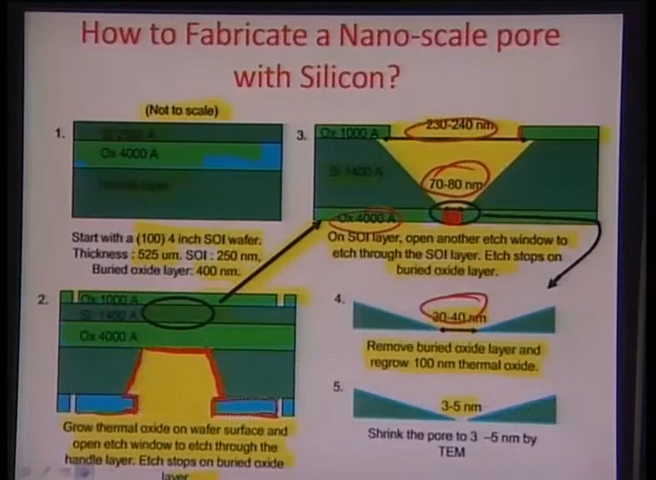 How to Fabricate a Nano-scale pore
with Silicon?
(Not to scale)
1.
Ox 4000 A
Start with a (100) 4 inch SOI wafer.
Thickness : 525 um. SOI : 250 nm,
Buried oxide layer: 400 nm.
2.
Ox 1000 A
Si 1400 A
Ox 4000 A
Grow thermal oxide on wafer surface and
open etch window to etch through the
handle layer. Etch stops on buried oxide
layer
3.
Ox 1000 A
230-240 nm
Si 1400 A
70-80 nm
Ox 4000 A
On SOI layer, open another etch window to
etch through the SOI layer. Etch stops on
buried oxide layer.
4.
30-40 nm
Remove buried oxide layer and
regrow 100 nm thermal oxide.
5.
3-5 nm
Shrink the pore to 3 –5 nm by
TEM